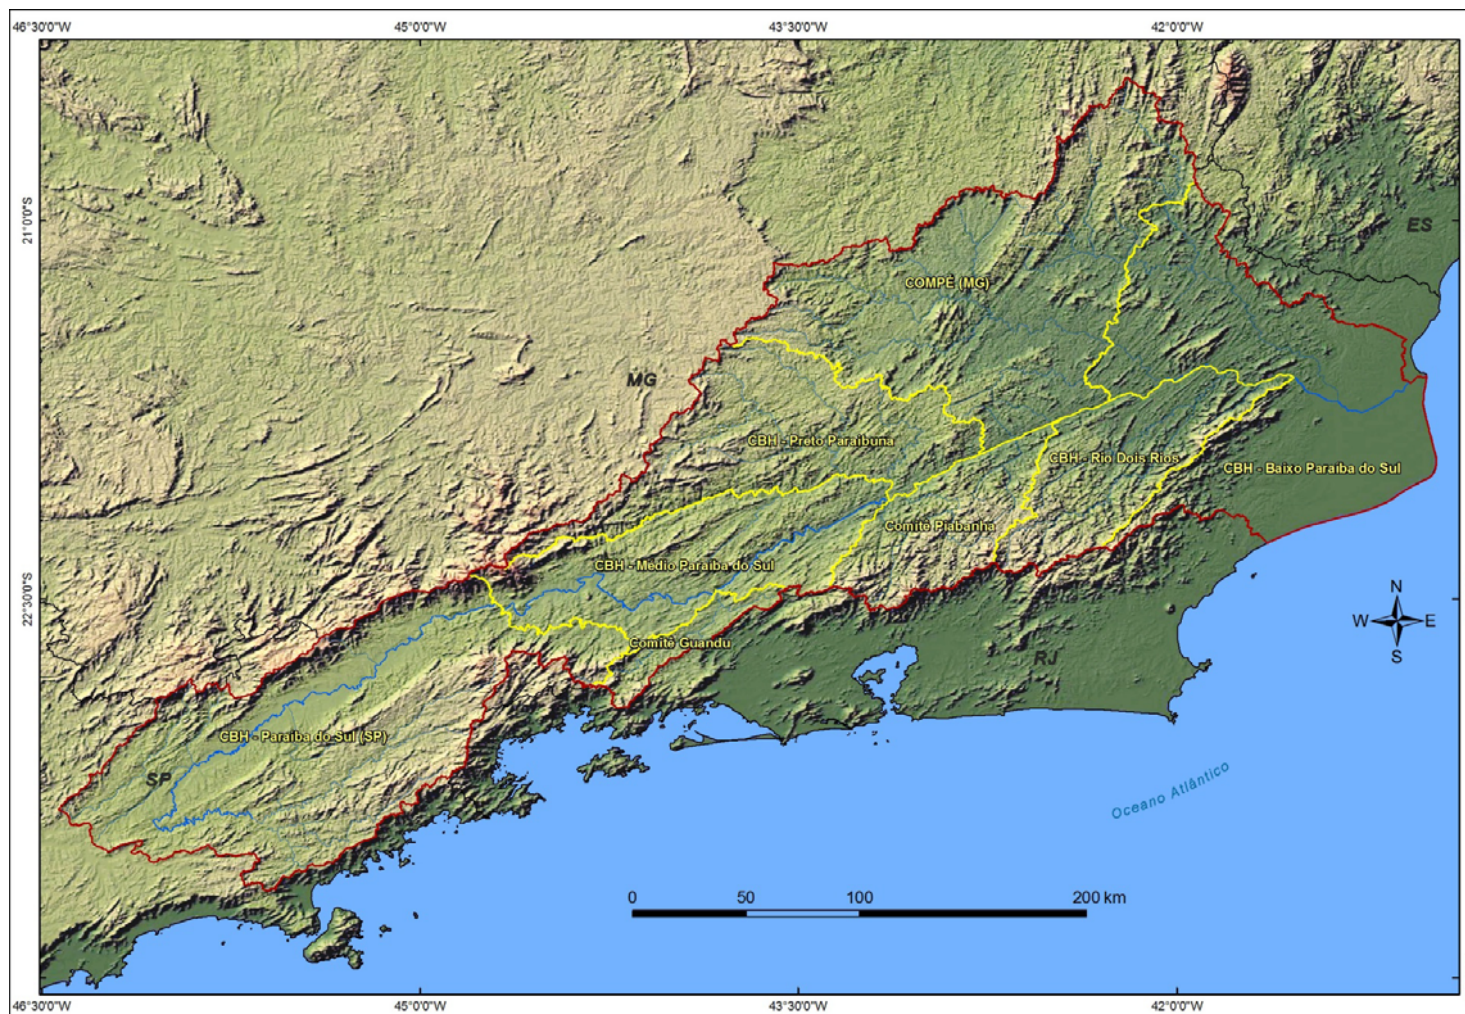 46°30'0"W 45°0'0"W 43°30'0"W 42°0'0"W
21°0'0"S
ES
COMPÉ (MG)
MG
CBH - Preto Paraibuna
CBH - Rio Dois Rios
CBH - Baixo Paraíba do Sul
Comitê Piabanha
CBH - Médio Paraíba do Sul
22°30'0"S
N
W E
S
Comitê Guandu
RJ
CBH - Paraíba do Sul (SP)
SP
Oceano Atlântico
0 50 100 200 km
46°30'0"W 45°0'0"W 43°30'0"W 42°0'0"W